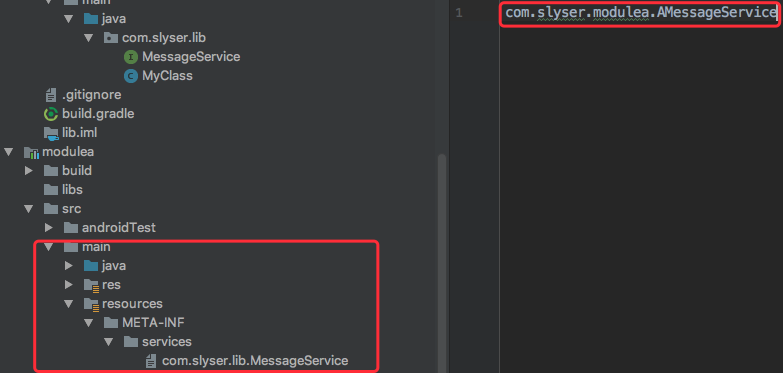 main
java
com.slyser.lib
I MessageService
C MyClass
.gitignore
build.gradle
lib.iml
modulea
build
libs
src
androidTest
main
java
res
resources
META-INF
services
com.slyser.lib.MessageService
1 com.slyser.modulea.AMessageService